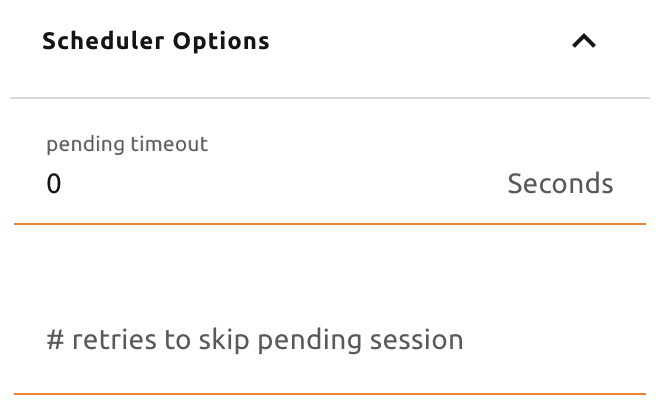 Scheduler Options
pending timeout
0 Seconds
# retries to skip pending session